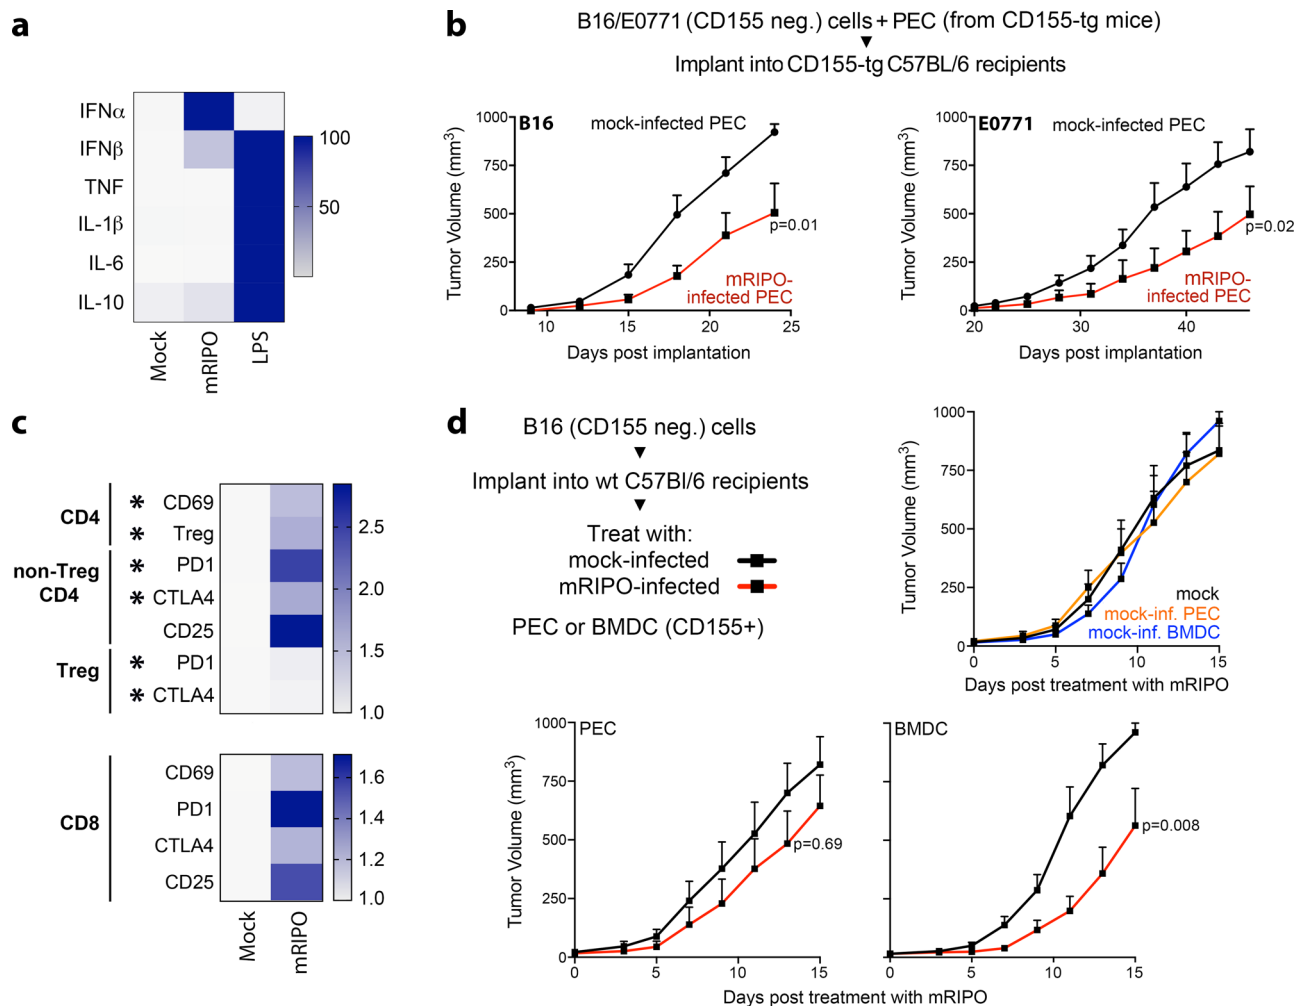 a
IFNα
IFNβ
TNF
IL-1β
IL-6
IL-10
100
50
Mock
mRIPO
LPS
b
B16/E0771 (CD155 neg.) cells + PEC (from CD155-tg mice)
▼
Implant into CD155-tg C57BL/6 recipients
B16
mock-infected PEC
1000
750
500
250
0
Tumor Volume (mm³)
p=0.01
mRIPO-
infected PEC
10
15
20
25
Days post implantation
E0771
mock-infected PEC
1000
750
500
250
0
Tumor Volume (mm³)
p=0.02
mRIPO-
infected PEC
20
30
40
Days post implantation
c
CD4
* CD69
* Treg
non-Treg
CD4
* PD1
* CTLA4
CD25
Treg
* PD1
* CTLA4
2.5
2.0
1.5
1.0
CD8
CD69
PD1
CTLA4
CD25
1.6
1.4
1.2
1.0
Mock
mRIPO
d
B16 (CD155 neg.) cells
▼
Implant into wt C57Bl/6 recipients
▼
Treat with:
mock-infected
mRIPO-infected
PEC or BMDC (CD155+)
1000
750
500
250
0
Tumor Volume (mm³)
mock
mock-inf. PEC
mock-inf. BMDC
0
5
10
15
Days post treatment with mRIPO
PEC
1000
750
500
250
0
Tumor Volume (mm³)
p=0.69
0
5
10
15
BMDC
p=0.008
0
5
10
15
Days post treatment with mRIPO